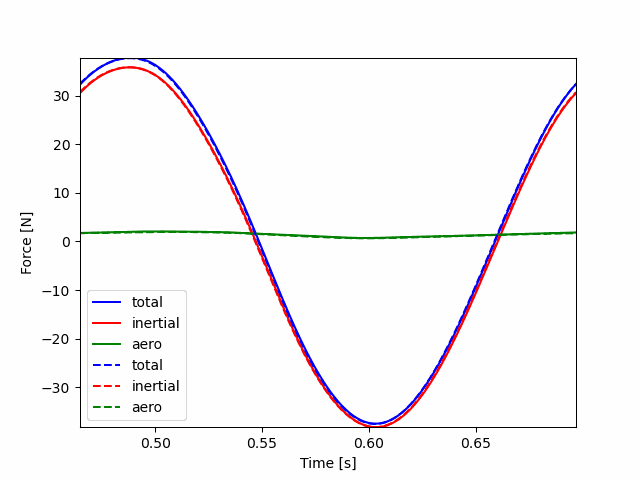 Force [N]
30
20
10
0
−10
−20
−30
total
inertial
aero
total
inertial
aero
0.50
0.55
0.60
0.65
Time [s]